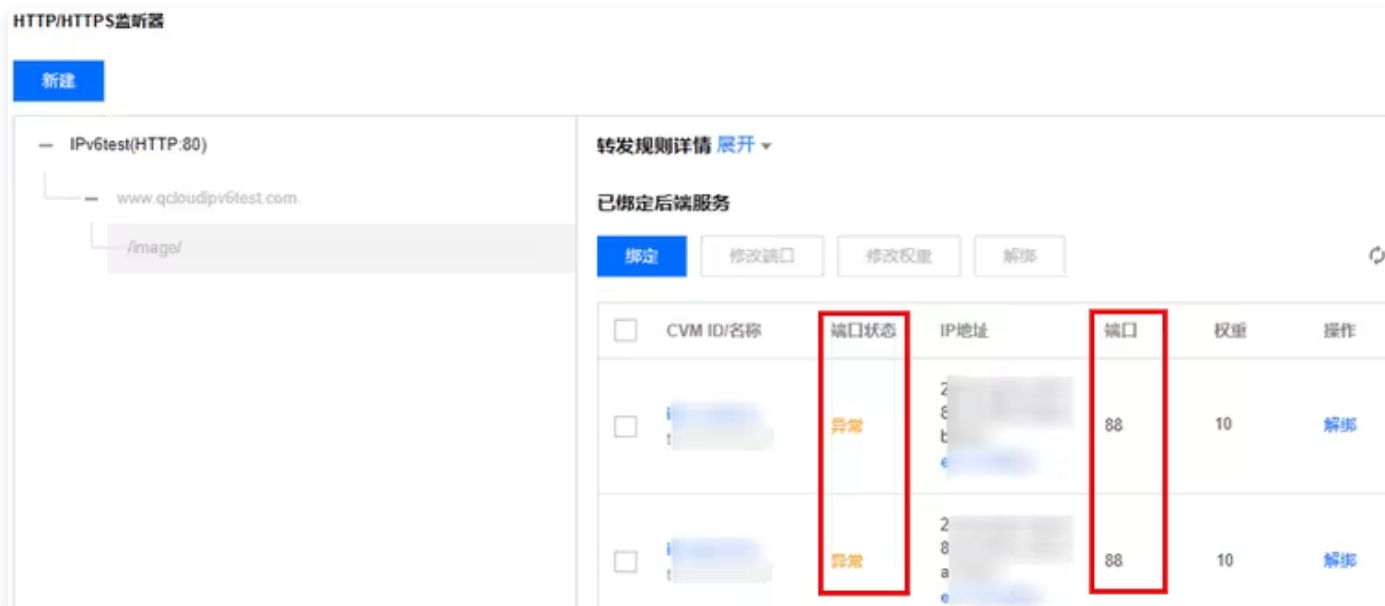 HTTP/HTTPS监听器
新建
IPv6test(HTTP:80)
www.qcloudipv6test.com
/image/
转发规则详情 展开
已绑定后端服务
绑定 修改端口 修改权重 解绑
CVM ID/名称 端口状态 IP地址 端口 权重 操作
异常 88 10 解绑
异常 88 10 解绑